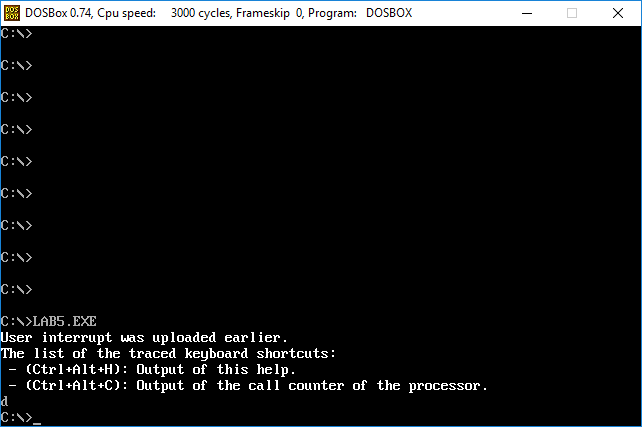 DOS
BOX
DOSBox 0.74, Cpu speed: 3000 cycles, Frameskip 0, Program: DOSBOX
C:\>
C:\>
C:\>
C:\>
C:\>
C:\>
C:\>
C:\>
C:\>
C:\>LAB5.EXE
User interrupt was uploaded earlier.
The list of the traced keyboard shortcuts:
- (Ctrl+Alt+H): Output of this help.
- (Ctrl+Alt+C): Output of the call counter of the processor.
d
C:\>_